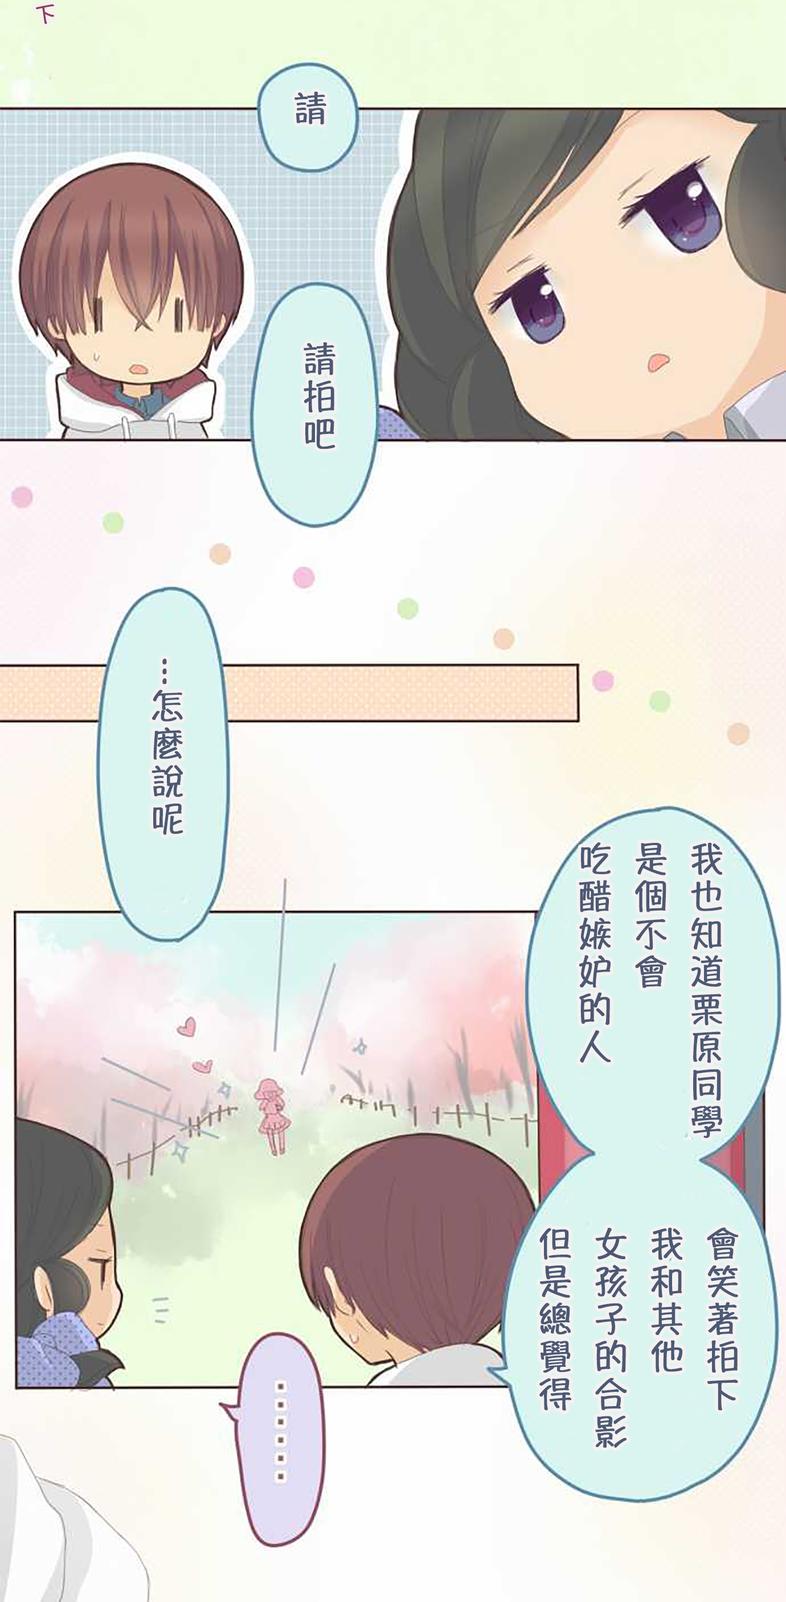 下
請
請拍吧
…怎麼說呢
我也知道栗原同學
是個不會
吃醋嫉妒的人
會笑著拍下
我和其他
女孩子的合影
但是總覺得
......